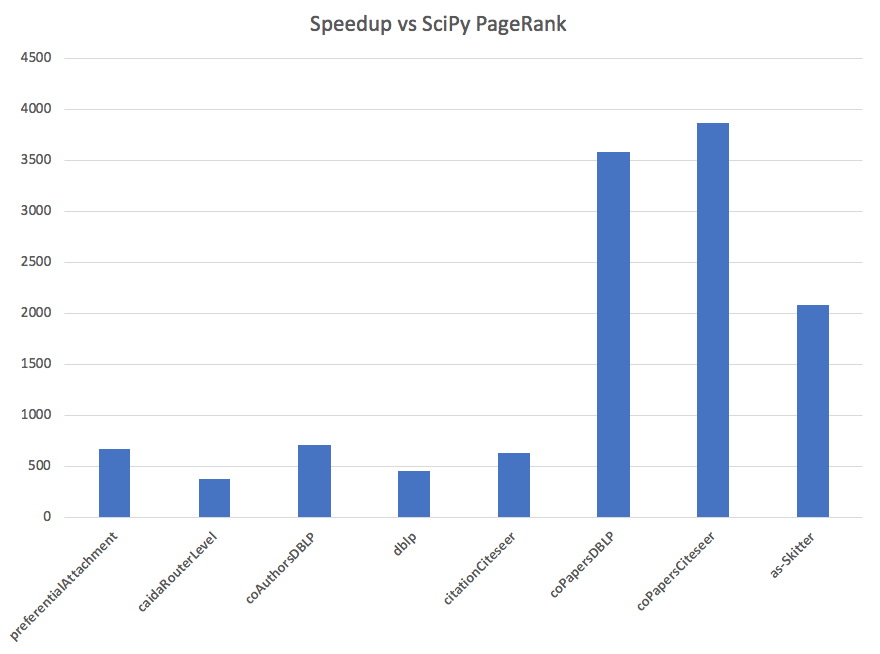 Speedup vs SciPy PageRank
4500
4000
3500
3000
2500
2000
1500
1000
500
0
preferentialAttachment
caidaRouterLevel
coAuthorsDBLP
dblp
citationCiteseer
coPapersDBLP
coPapersCiteseer
as-Skitter